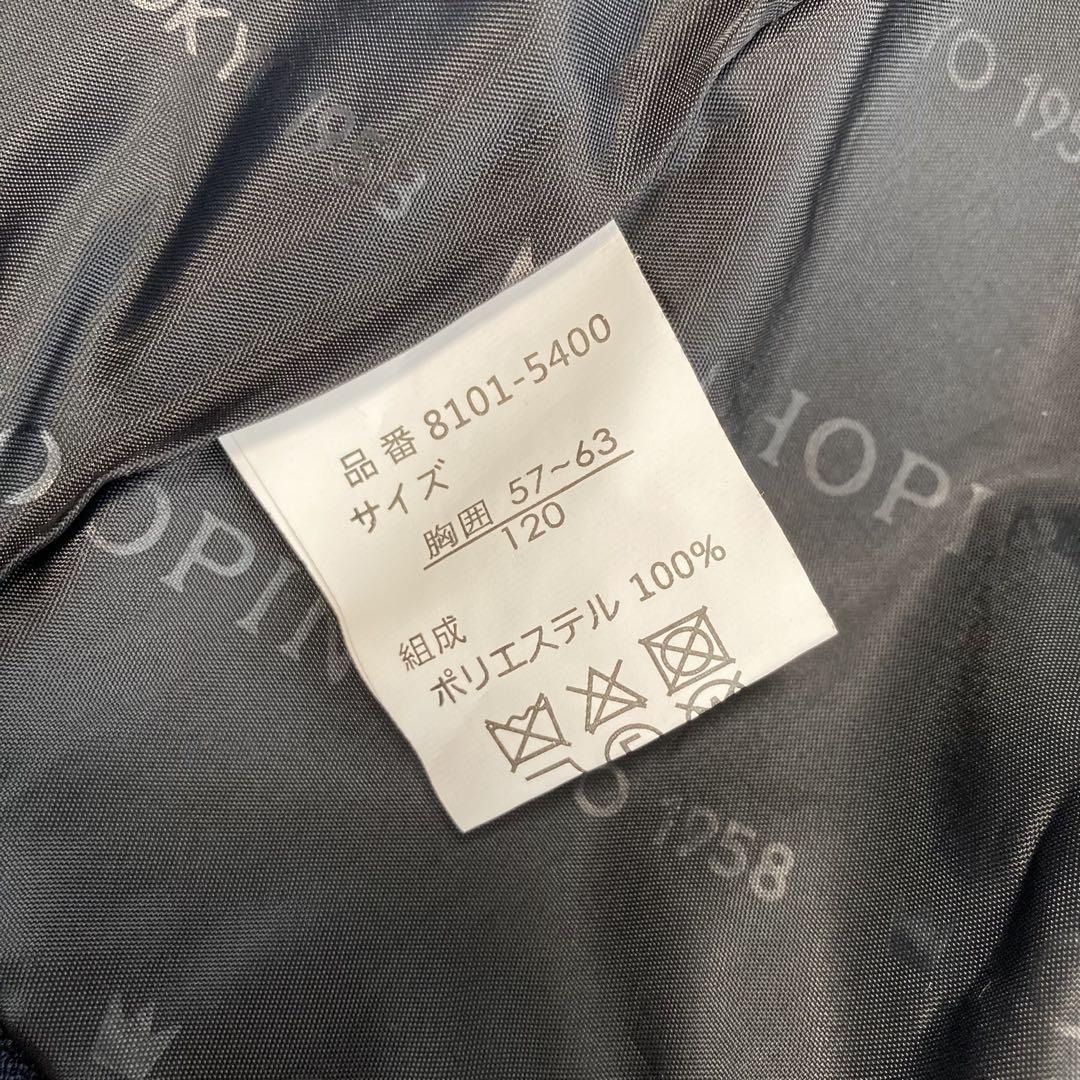 1958
品番 8101-5400
サイズ
胸囲 57~63
120
組成
ポリエステル 100%
O 1958